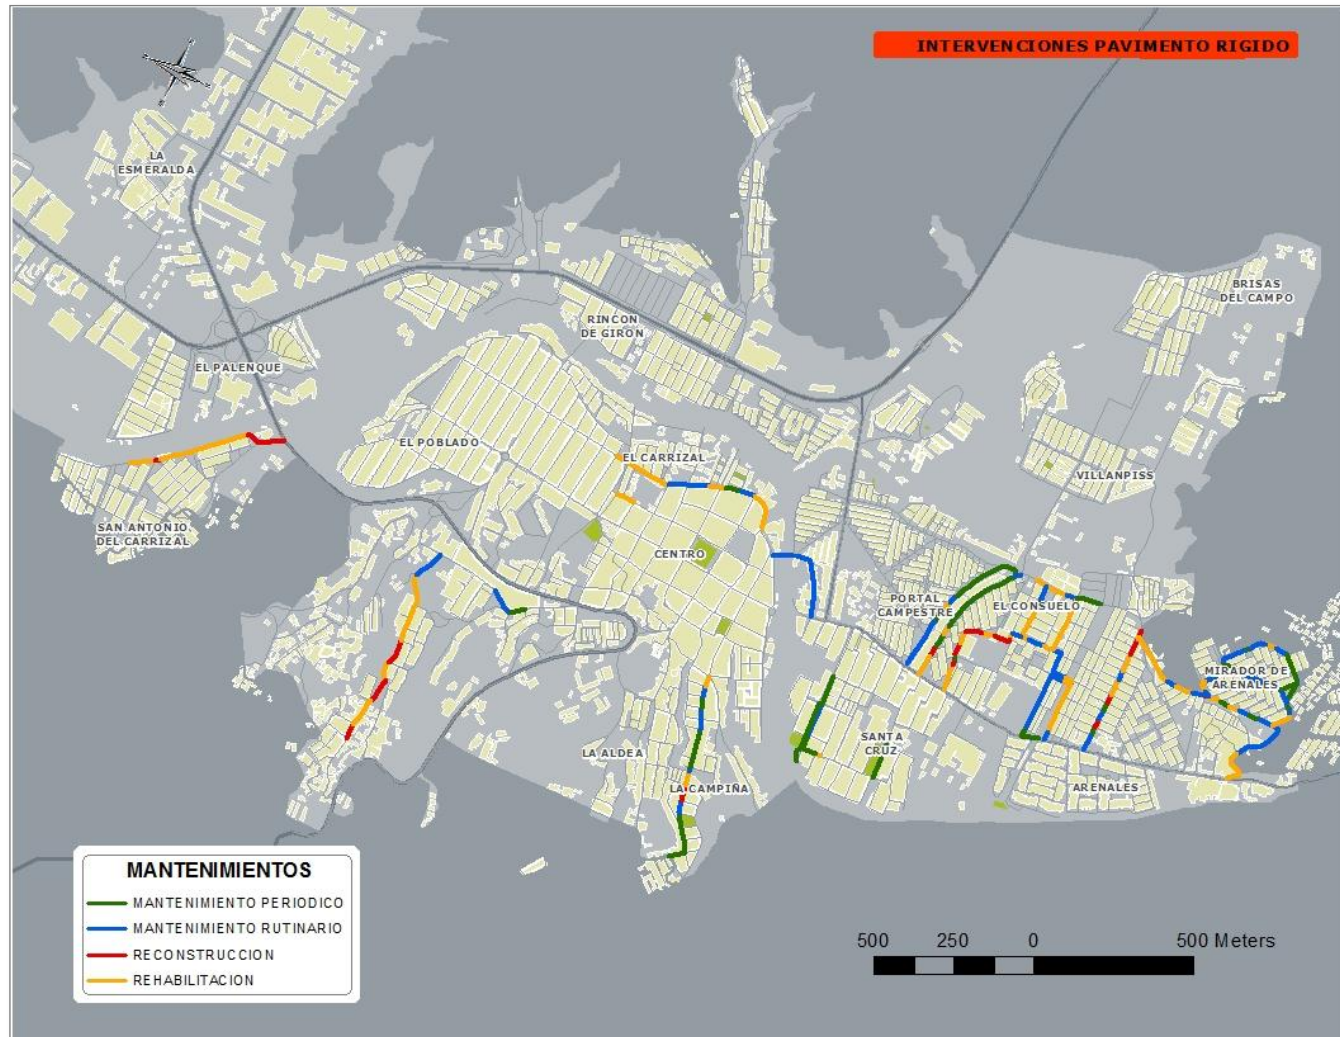 INTERVENCIONES PAVIMENTO RIGIDO
LA
ESMERALDA
BRISAS
DEL CAMPO
RINCON
DE GIRON
EL PALENQUE
EL POBLADO
EL CARRIZAL
VILLANPISS
SAN ANTONIO
DEL CARRIZAL
CENTRO
PORTAL
CAMPESTRE
EL CONSUELO
MIRADOR DE
ARENALES
SANTA
CRUZ
LA ALDEA
LA CAMPIÑA
ARENALES
MANTENIMIENTOS
MANTENIMIENTO PERIODICO
MANTENIMIENTO RUTINARIO
RECONSTRUCCION
REHABILITACION
500 250 0 500 Meters